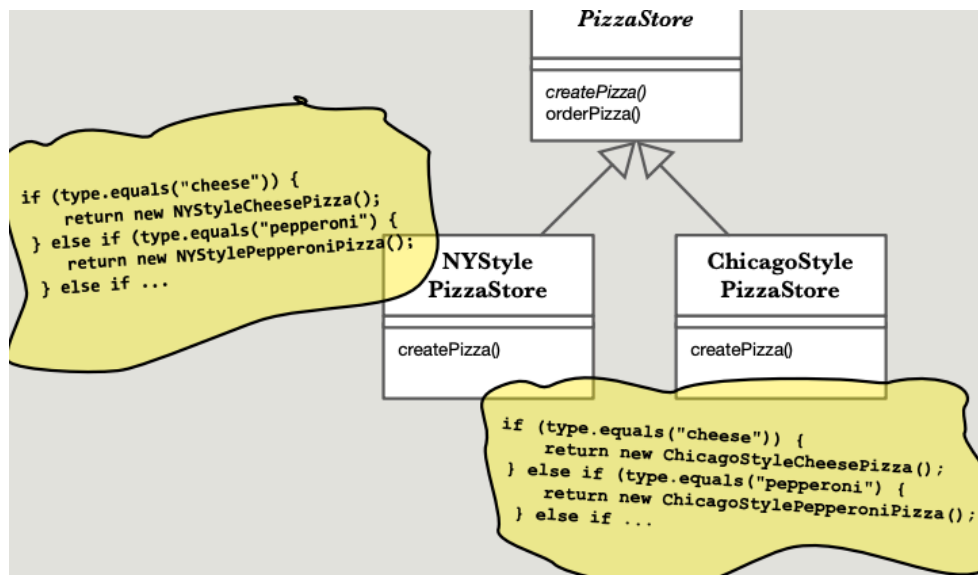 PizzaStore
createPizza()
orderPizza()
if (type.equals("cheese")) {
return new NYStyleCheesePizza();
} else if (type.equals("pepperoni") {
return new NYStylePepperoniPizza();
} else if ...
NYStyle
PizzaStore
createPizza()
ChicagoStyle
PizzaStore
createPizza()
if (type.equals("cheese")) {
return new ChicagoStyleCheesePizza();
} else if (type.equals("pepperoni") {
return new ChicagoStylePepperoniPizza();
} else if ...